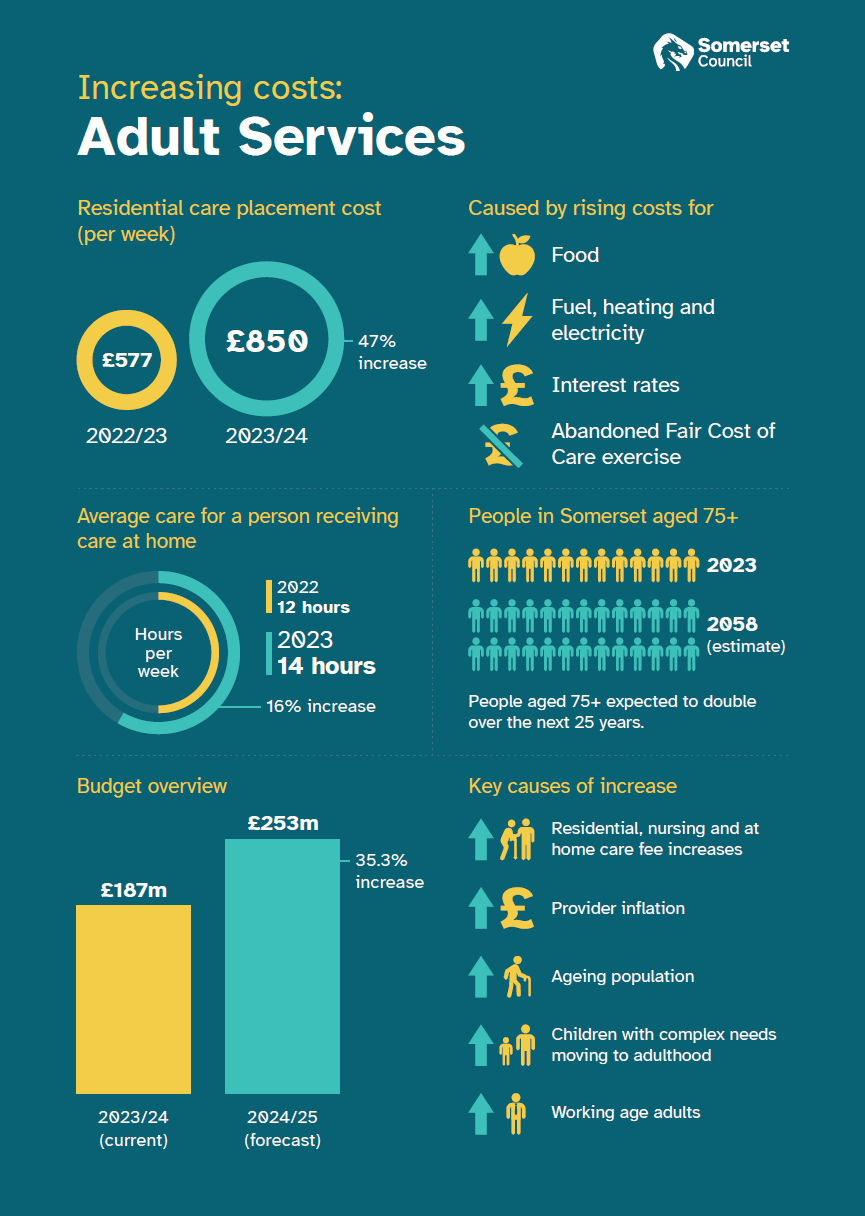 Somerset
Council
Increasing costs:
Adult Services
Residential care placement cost
(per week)
£577
£850
47%
increase
2022/23
2023/24
Caused by rising costs for
Food
Fuel, heating and
electricity
£
Interest rates
£
Abandoned Fair Cost of
Care exercise
Average care for a person receiving
care at home
Hours
per
week
2022
12 hours
2023
14 hours
16% increase
People in Somerset aged 75+
2023
2058
(estimate)
People aged 75+ expected to double
over the next 25 years.
Budget overview
£187m
£253m
35.3%
increase
2023/24
(current)
2024/25
(forecast)
Key causes of increase
Residential, nursing and at
home care fee increases
£
Provider inflation
Ageing population
Children with complex needs
moving to adulthood
Working age adults